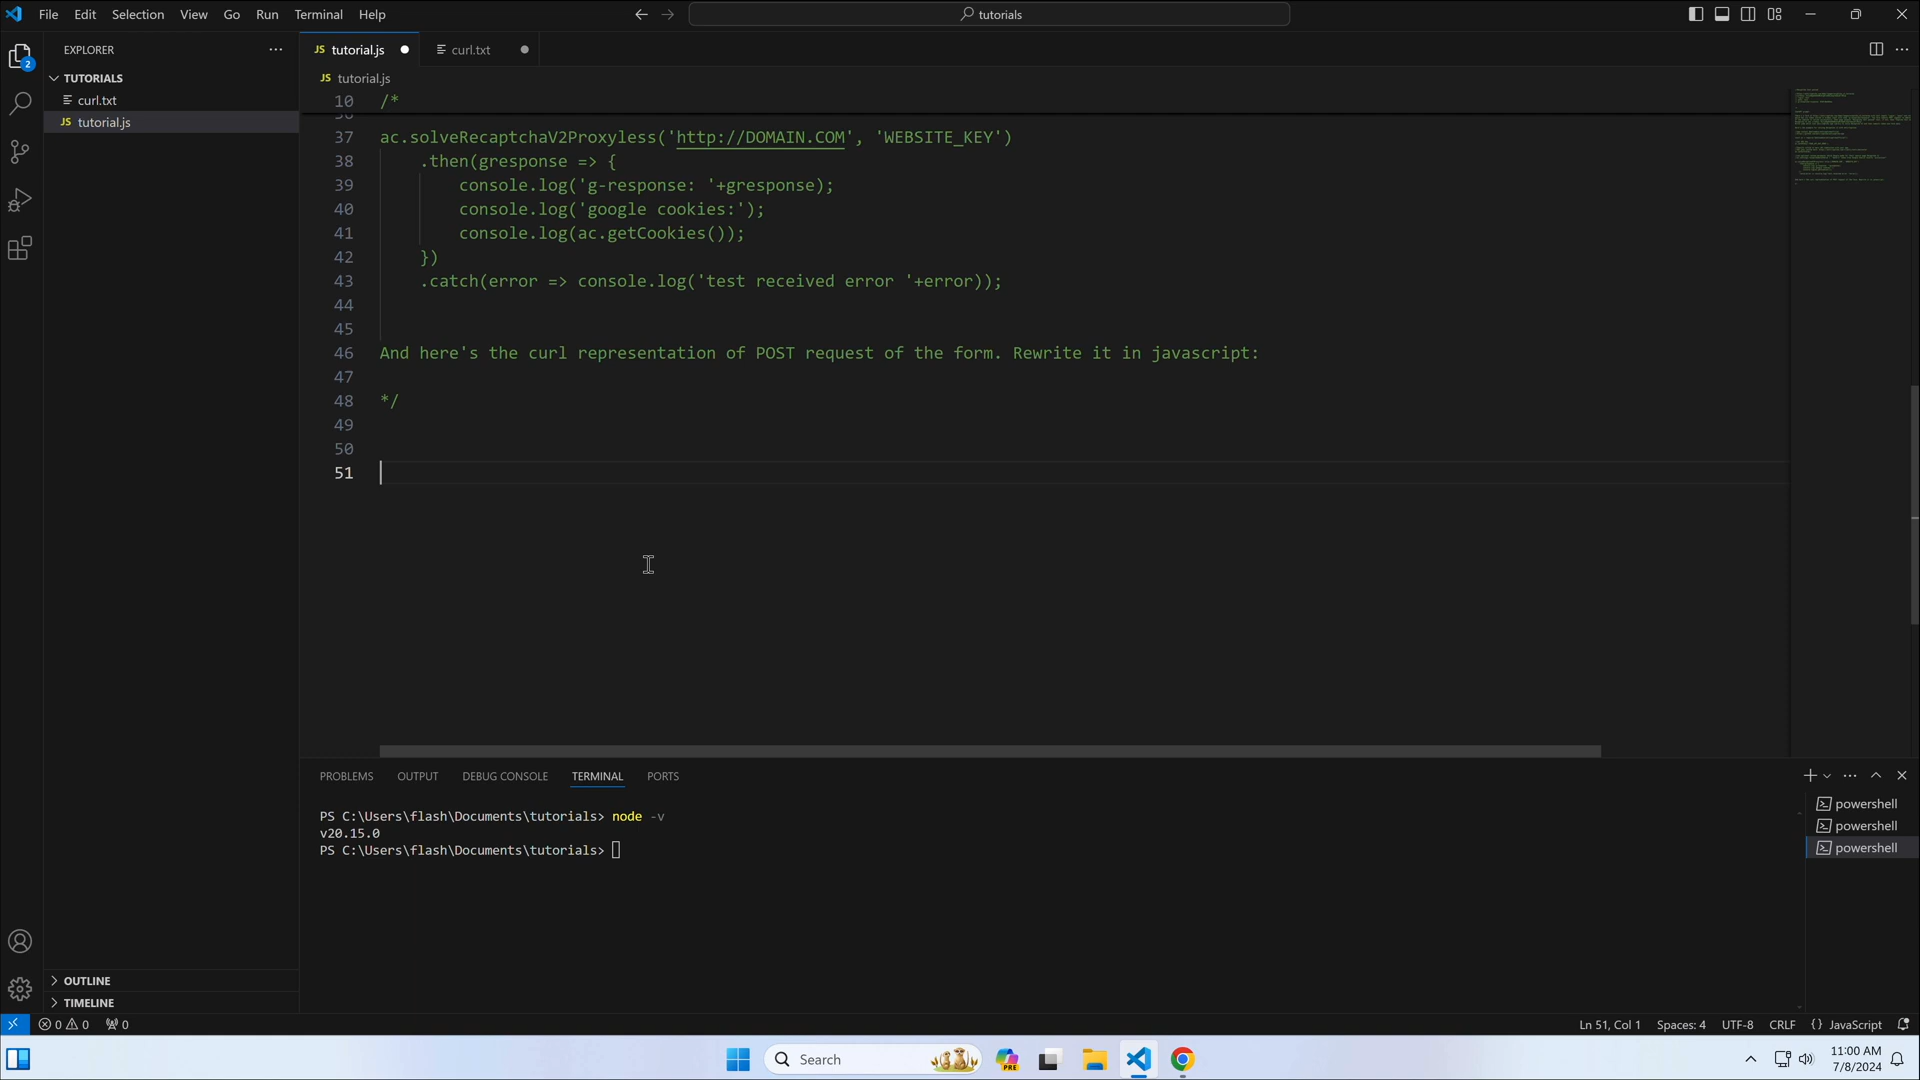 File Edit Selection View Go Run Terminal Help
tutorials
EXPLORER
2
TUTORIALS
curl.txt
JS tutorial.js
JS tutorial.js
curl.txt
JS tutorial.js
10 /*
37 ac.solveRecaptchaV2Proxyless('http://DOMAIN.COM', 'WEBSITE_KEY')
38 .then(gresponse => {
39 console.log('g-response: '+gresponse);
40 console.log('google cookies:');
41 console.log(ac.getCookies());
42 })
43 .catch(error => console.log('test received error '+error));
44
45
46 And here's the curl representation of POST request of the form. Rewrite it in javascript:
47
48 */
49
50
51
PROBLEMS OUTPUT DEBUG CONSOLE TERMINAL PORTS
PS C:\Users\flash\Documents\tutorials> node -v
v20.15.0
PS C:\Users\flash\Documents\tutorials>
powershell
powershell
powershell
OUTLINE
TIMELINE
0 0 0
Ln 51, Col 1 Spaces: 4 UTF-8 CRLF {} JavaScript
Search
PRE
11:00 AM
7/8/2024